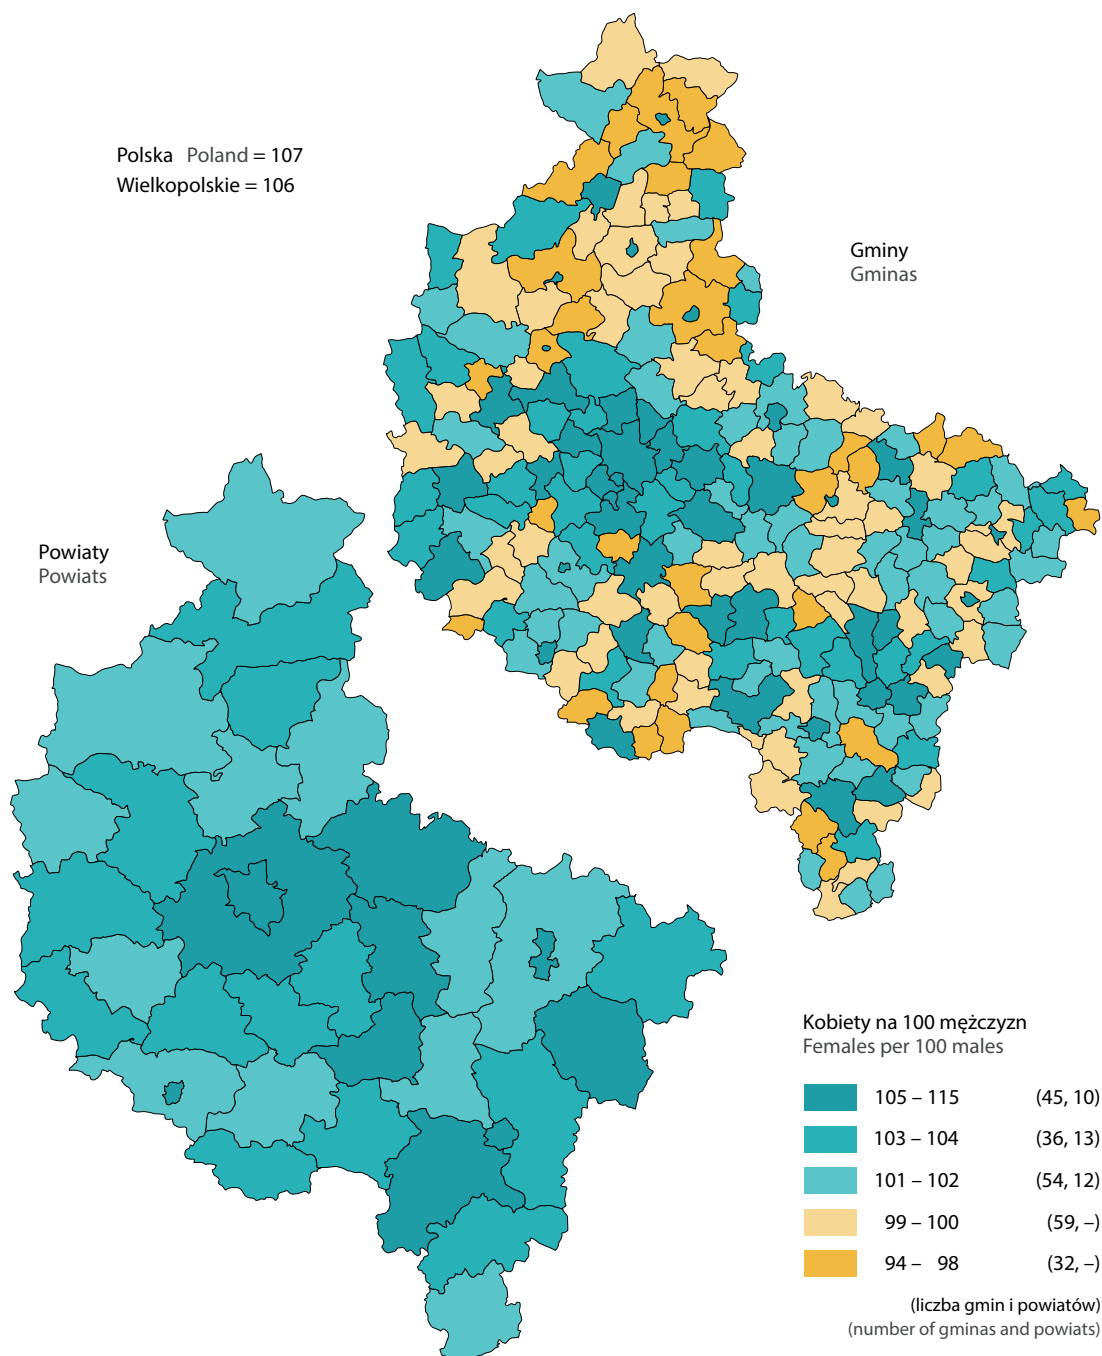 Polska Poland = 107
Wielkopolskie = 106
Gminy
Gminas
Powiaty
Powiats
Kobiety na 100 mężczyzn
Females per 100 males
105 – 115 (45, 10)
103 – 104 (36, 13)
101 – 102 (54, 12)
99 – 100 (59, –)
94 – 98 (32, –)
(liczba gmin i powiatów)
(number of gminas and powiats)